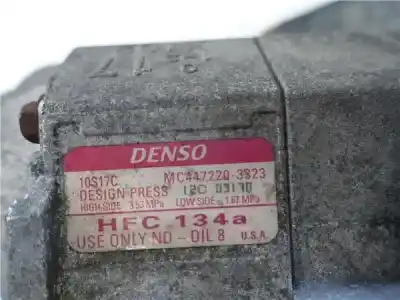 DENSO
10S17C MC447220-3323
DESIGN PRESS 12C 03130
HIGH SIDE 3.53 MPa LOW SIDE 1.67 MPa
HFC 134a
USE ONLY ND-OIL 8 U.S.A.